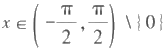 x ∈ ( -π/2 , π/2 ) \ { 0 }